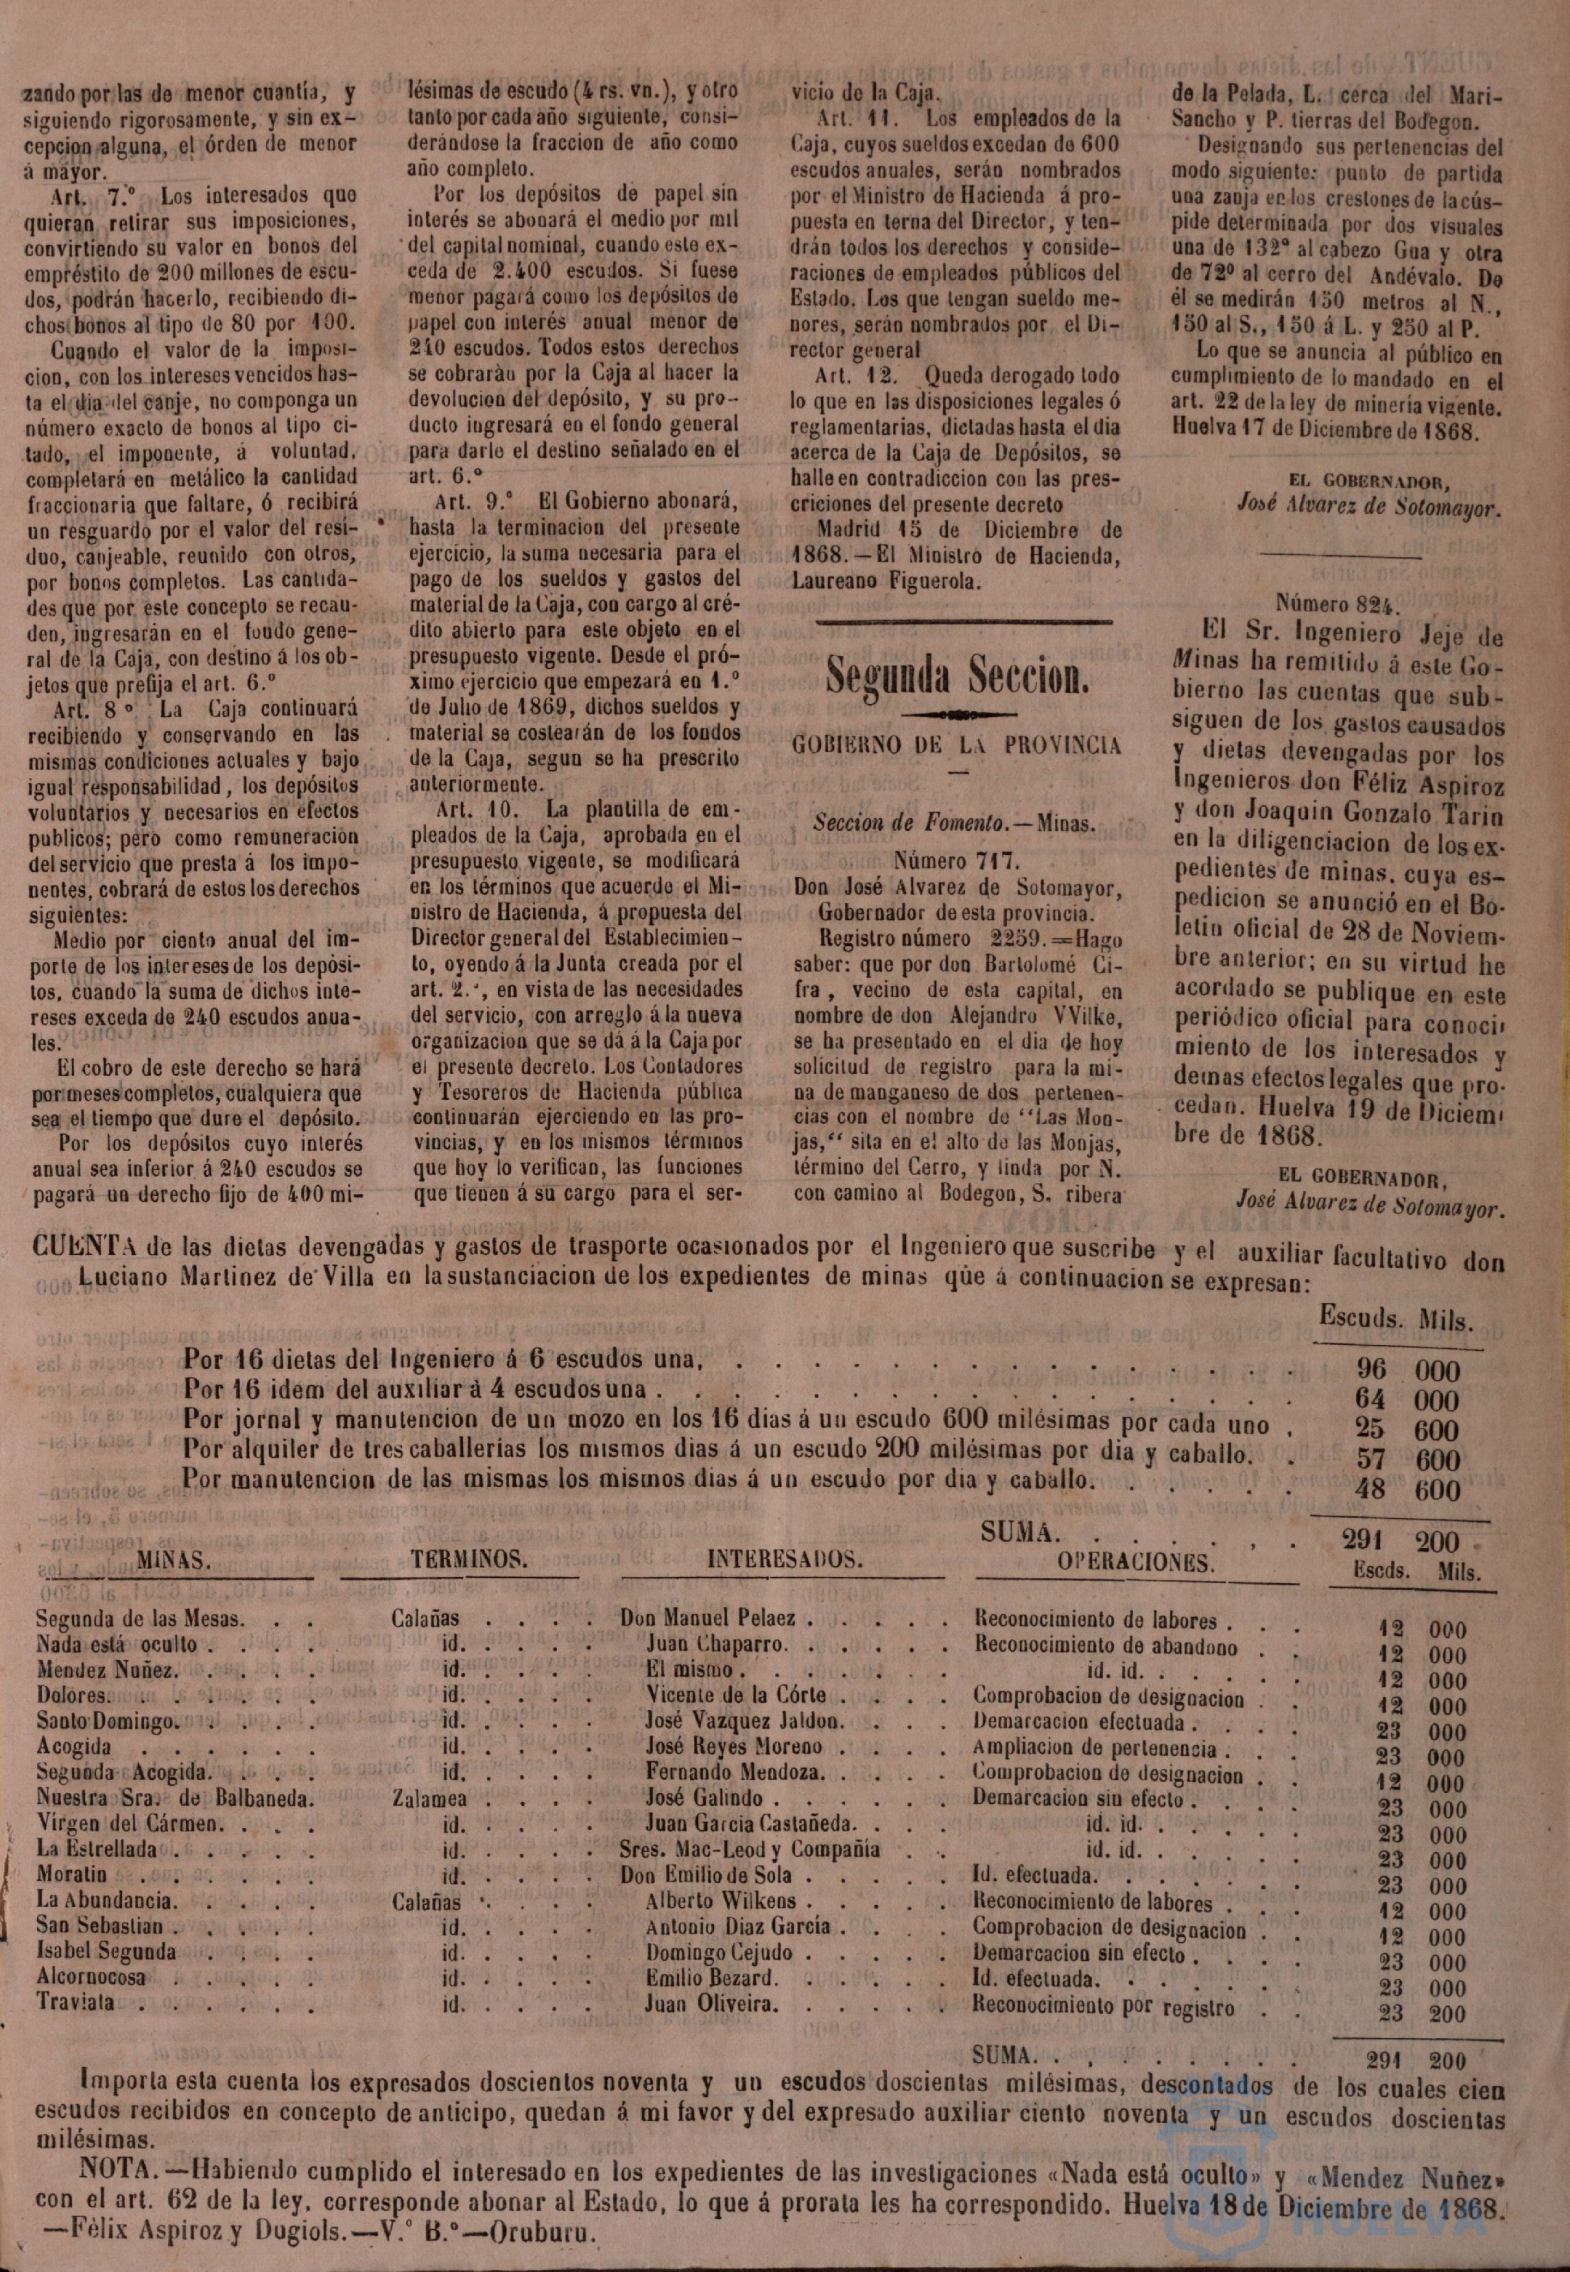 zando por las de menor cuantía, y
siguiendo rigorosamente, y sin ex-
cepcion alguna, el órden de menor
á mayor.
Art. 7.º Los interesados que
quieran retirar sus imposiciones,
convirtiendo su valor en bonos del
empréstito de 200 millones de escu-
dos, podrán hacerlo, recibiendo di-
chos bonos al tipo de 80 por 100.
Cuando el valor de la imposi-
cion, con los intereses vencidos has-
ta el dia del canje, no componga un
número exacto de bonos al tipo ci-
tado, el imponente, á voluntad,
completará en metálico la cantidad
fraccionaria que faltare, ó recibirá
un resguardo por el valor del resi-
duo, canjeable, reunido con otros,
por bonos completos. Las cantida-
des que por este concepto se recau-
den, ingresarán en el fondo gene-
ral de la Caja, con destino á los ob-
jetos que prefija el art. 6.º
Art. 8º La Caja continuará
recibiendo y conservando en las
mismas condiciones actuales y bajo
igual responsabilidad, los depósitos
voluntarios y necesarios en efectos
publicos; pero como remuneracion
del servicio que presta á los impo-
nentes, cobrará de estos los derechos
siguientes:
Medio por ciento anual del im-
porte de los intereses de los depósi-
tos, cuando la suma de dichos inte-
reses exceda de 240 escudos anua-
les.
El cobro de este derecho se hará
por meses completos, cualquiera que
sea el tiempo que dure el depósito.
Por los depósitos cuyo interés
anual sea inferior á 240 escudos se
pagará un derecho fijo de 400 mi-
lésimas de escudo (4 rs. vn.), y otro
tanto por cada año siguiente, consi-
derándose la fraccion de año como
año completo.
Por los depósitos de papel sin
interés se abonará el medio por mil
del capital nominal, cuando este ex-
ceda de 2.400 escudos. Si fuese
menor pagará como los depósitos de
papel con interés anual menor de
240 escudos. Todos estos derechos
se cobraràn por la Caja al hacer la
devolucion del depósito, y su pro-
ducto ingresará en el fondo general
para darle el destino señalado en el
art. 6.º
Art. 9.º El Gobierno abonará,
hasta la terminacion del presente
ejercicio, la suma necesaria para el
pago de los sueldos y gastos del
material de la Caja, con cargo al cré-
dito abierto para este objeto en el
presupuesto vigente. Desde el pró-
ximo ejercicio que empezará en 1.º
de Julio de 1869, dichos sueldos y
material se costearán de los fondos
de la Caja, segun se ha prescrito
anteriormente.
Art. 10. La plantilla de em-
pleados de la Caja, aprobada en el
presupuesto vigente, se modificará
en los términos que acuerde el Mi-
nistro de Hacienda, á propuesta del
Director general del Establecimien-
to, oyendo á la Junta creada por el
art. 2.º, en vista de las necesidades
del servicio, con arreglo á la nueva
organizacion que se dá á la Caja por
el presente decreto. Los Contadores
y Tesoreros de Hacienda pública
continuarán ejerciendo en las pro-
vincias, y en los mismos términos
que hoy lo verifican, las funciones
que tienen á su cargo para el ser-
vicio de la Caja.
Art. 11. Los empleados de la
Caja, cuyos sueldos excedan de 600
escudos anuales, serán nombrados
por el Ministro de Hacienda á pro-
puesta en terna del Director, y ten-
drán todos los derechos y conside-
raciones de empleados públicos del
Estado. Los que tengan sueldo me-
nores, serán nombrados por el Di-
rector general
Art. 12. Queda derogado todo
lo que en las disposiciones legales ó
reglamentarias, dictadas hasta el dia
acerca de la Caja de Depósitos, se
halle en contradiccion con las pres-
criciones del presente decreto
Madrid 15 de Diciembre de
1868.—El Ministro de Hacienda,
Laureano Figuerola.
Segunda Seccion.
GOBIERNO DE LA PROVINCIA
Seccion de Fomento.—Minas.
Número 717.
Don José Alvarez de Sotomayor,
Gobernador de esta provincia.
Registro número 2259.=Hago
saber: que por don Bartolomé Ci-
fra, vecino de esta capital, en
nombre de don Alejandro VVilke,
se ha presentado en el dia de hoy
solicitud de registro para la mi-
na de manganeso de dos pertenen-
cias con el nombre de “Las Mon-
jas,“ sita en el alto de las Monjas,
término del Cerro, y linda por N.
con camino al Bodegon, S. ribera
de la Pelada, L. cerca del Mari-
Sancho y P. tierras del Bodegon.
Designando sus pertenencias del
modo siguiente: punto de partida
una zanja en los crestones de la cús-
pide determinada por dos visuales
una de 132º al cabezo Gua y otra
de 72º al cerro del Andévalo. De
él se medirán 150 metros al N.,
150 al S., 150 á L. y 250 al P.
Lo que se anuncia al público en
cumplimiento de lo mandado en el
art. 22 de la ley de minería vigente.
Huelva 17 de Diciembre de 1868.
EL GOBERNADOR,
José Alvarez de Sotomayor.
Número 824.
El Sr. Ingeniero Jeje de
Minas ha remitido á este Go-
bierno las cuentas que sub-
siguen de los gastos causados
y dietas devengadas por los
Ingenieros don Féliz Aspiroz
y don Joaquin Gonzalo Tarin
en la diligenciacion de los ex-
pedientes de minas. cuya es-
pedicion se anunció en el Bo-
letin oficial de 28 de Noviem-
bre anterior; en su virtud he
acordado se publique en este
periódico oficial para conoci
miento de los interesados y
demas efectos legales que pro-
cedan. Huelva 19 de Diciem
bre de 1868.
EL GOBERNADOR,
José Alvarez de Sotomayor.
CUENTA de las dietas devengadas y gastos de trasporte ocasionados por el Ingeniero que suscribe y el auxiliar facultativo don
Luciano Martinez de Villa en la sustanciacion de los expedientes de minas qùe á continuacion se expresan:
Escuds. Mils.
Por 16 dietas del Ingeniero á 6 escudos una, . . . 96 000
Por 16 idem del auxiliar à 4 escudos una . . . 64 000
Por jornal y manutencion de un mozo en los 16 dias á un escudo 600 milésimas por cada uno . 25 600
Por alquiler de tres caballerías los mismos dias á un escudo 200 milésimas por dia y caballo. . 57 600
Por manutencion de las mismas los mismos dias á un escudo por dia y caballo. . . . 48 600
SUMA. . . . 291 200
MINAS. TERMINOS. INTERESADOS. OPERACIONES. Escds. Mils.
Segunda de las Mesas. . . Calañas . . . Don Manuel Pelaez . . . Reconocimiento de labores . . . 12 000
Nada está oculto . . . id. . . . Juan Chaparro. . . . Reconocimiento de abandono . . 12 000
Mendez Nuñez. . . . id. . . . El mismo . . . id. id. . . . 12 000
Dolores. . . . id. . . . Vicente de la Córte . . . Comprobacion de designacion . . 12 000
Santo Domingo. . . . id. . . . José Vazquez Jaldon. . . . Demarcacion efectuada . . . 23 000
Acogida . . . id. . . . José Reyes Moreno . . . Ampliacion de pertenensia . . . 23 000
Segunda Acogida. . . . id. . . . Fernando Mendoza. . . . Comprobacion de designacion . . 12 000
Nuestra Sra. de Balbaneda. Zalamea . . . José Galindo . . . Demarcacion sin efecto . . . 23 000
Vírgen del Cármen. . . . id. . . . Juan Garcia Castañeda. . . . id. id. . . . 23 000
La Estrellada . . . id. . . . Sres. Mac-Leod y Compañía . . id. id. . . . 23 000
Moratin . . . id. . . . Don Emilio de Sola . . . Id. efectuada. . . . 23 000
La Abundancia. . . . Calañas . . . Alberto Wilkens . . . Reconocimiento de labores . . . 12 000
San Sebastian . . . id. . . . Antonio Diaz García . . . Comprobacion de designacion . . 12 000
Isabel Segunda . . . id. . . . Domingo Cejudo . . . Demarcacion sin efecto . . . 23 000
Alcornocosa . . . id. . . . Emilio Bezard. . . . Id. efectuada. . . . 23 000
Traviata . . . id. . . . Juan Oliveira. . . . Reconocimiento por registro . . 23 200
SUMA. . . . 291 200
Importa esta cuenta los expresados doscientos noventa y un escudos doscientas milésimas, descontados de los cuales cien
escudos recibidos en concepto de anticipo, quedan á mi favor y del expresado auxiliar ciento noventa y un escudos doscientas
milésimas.
NOTA.—Habiendo cumplido el interesado en los expedientes de las investigaciones «Nada está oculto» y «Mendez Nuñez»
con el art. 62 de la ley, corresponde abonar al Estado, lo que á prorata les ha correspondido. Huelva 18 de Diciembre de 1868.
—Félix Aspiroz y Dugiols.—V.º B.º—Oruburu.
HUELVA